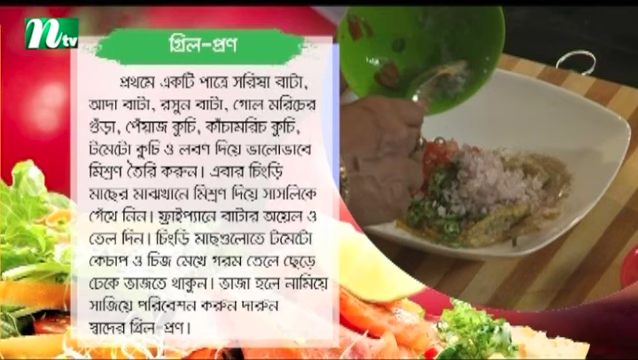 ntv
গ্রিল-প্রণ
প্রথমে একটি পাত্রে সরিষা বাটা,
আদা বাটা, রসুন বাটা, গোল মরিচের
গুঁড়া, পেঁয়াজ কুচি, কাঁচামরিচ কুচি,
টমেটো কুচি ও লবণ দিয়ে ভালোভাবে
মিশ্রণ তৈরি করুন। এবার চিংড়ি
মাছের মাঝখানে মিশ্রণ দিয়ে সাসলিকে
গেঁথে নিন। ফ্রাইপ্যানে বাটার অয়েল ও
তেল দিন। চিংড়ি মাছগুলোতে টমেটো
কেচাপ ও চিজ মেখে গরম তেলে ছেড়ে
ঢেকে ভাজতে থাকুন। ভাজা হলে নামিয়ে
সাজিয়ে পরিবেশন করুন দারুন
স্বাদের গ্রিল-প্রণ।